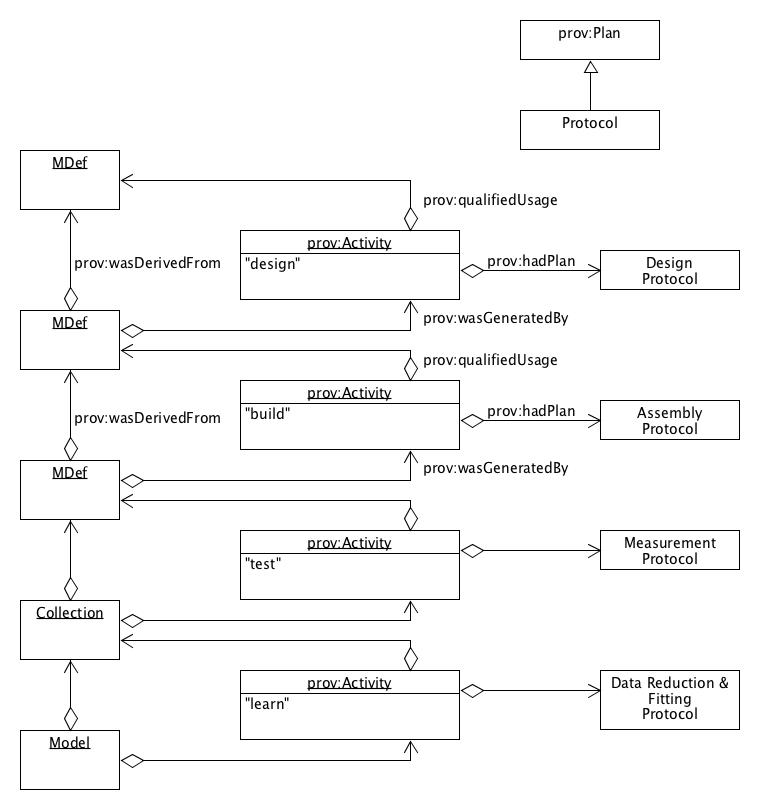 prov:Plan
Protocol
MDef
prov:qualifiedUsage
prov:Activity
"design"
prov:wasDerivedFrom
prov:hadPlan
Design
Protocol
MDef
prov:wasGeneratedBy
prov:qualifiedUsage
prov:Activity
"build"
prov:wasDerivedFrom
prov:hadPlan
Assembly
Protocol
MDef
prov:wasGeneratedBy
prov:Activity
"test"
Measurement
Protocol
Collection
prov:Activity
"learn"
Data Reduction &
Fitting
Protocol
Model